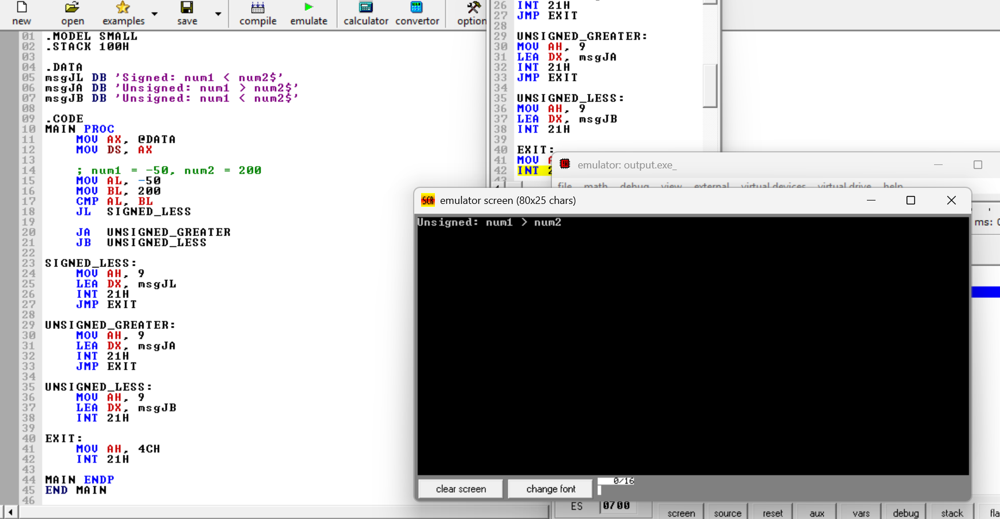 new open examples save compile emulate calculator convertor option
01 .MODEL SMALL
02 .STACK 100H
03
04 .DATA
05 msgJL DB 'Signed: num1 < num2$'
06 msgJA DB 'Unsigned: num1 > num2$'
07 msgJB DB 'Unsigned: num1 < num2$'
08
09 .CODE
10 MAIN PROC
11 MOV AX, @DATA
12 MOV DS, AX
13
14 ; num1 = -50, num2 = 200
15 MOV AL, -50
16 MOV BL, 200
17 CMP AL, BL
18 JL SIGNED_LESS
19
20 JA UNSIGNED_GREATER
21 JB UNSIGNED_LESS
22
23 SIGNED_LESS:
24 MOV AH, 9
25 LEA DX, msgJL
26 INT 21H
27 JMP EXIT
28
29 UNSIGNED_GREATER:
30 MOV AH, 9
31 LEA DX, msgJA
32 INT 21H
33 JMP EXIT
34
35 UNSIGNED_LESS:
36 MOV AH, 9
37 LEA DX, msgJB
38 INT 21H
39
40 EXIT:
41 MOV AH, 4CH
42 INT 21H
43
44 MAIN ENDP
45 END MAIN
46
26 INT 21H
27 JMP EXIT
28
29 UNSIGNED_GREATER:
30 MOV AH, 9
31 LEA DX, msgJA
32 INT 21H
33 JMP EXIT
34
35 UNSIGNED_LESS:
36 MOV AH, 9
37 LEA DX, msgJB
38 INT 21H
39
40 EXIT:
41 MOV
42 INT 2
emulator: output.exe_
file math debug view external virtual devices virtual drive help
ms: 0
SCR emulator screen (80x25 chars)
Unsigned: num1 > num2
clear screen change font 0/16
ES 0700
screen source reset aux vars debug stack fla